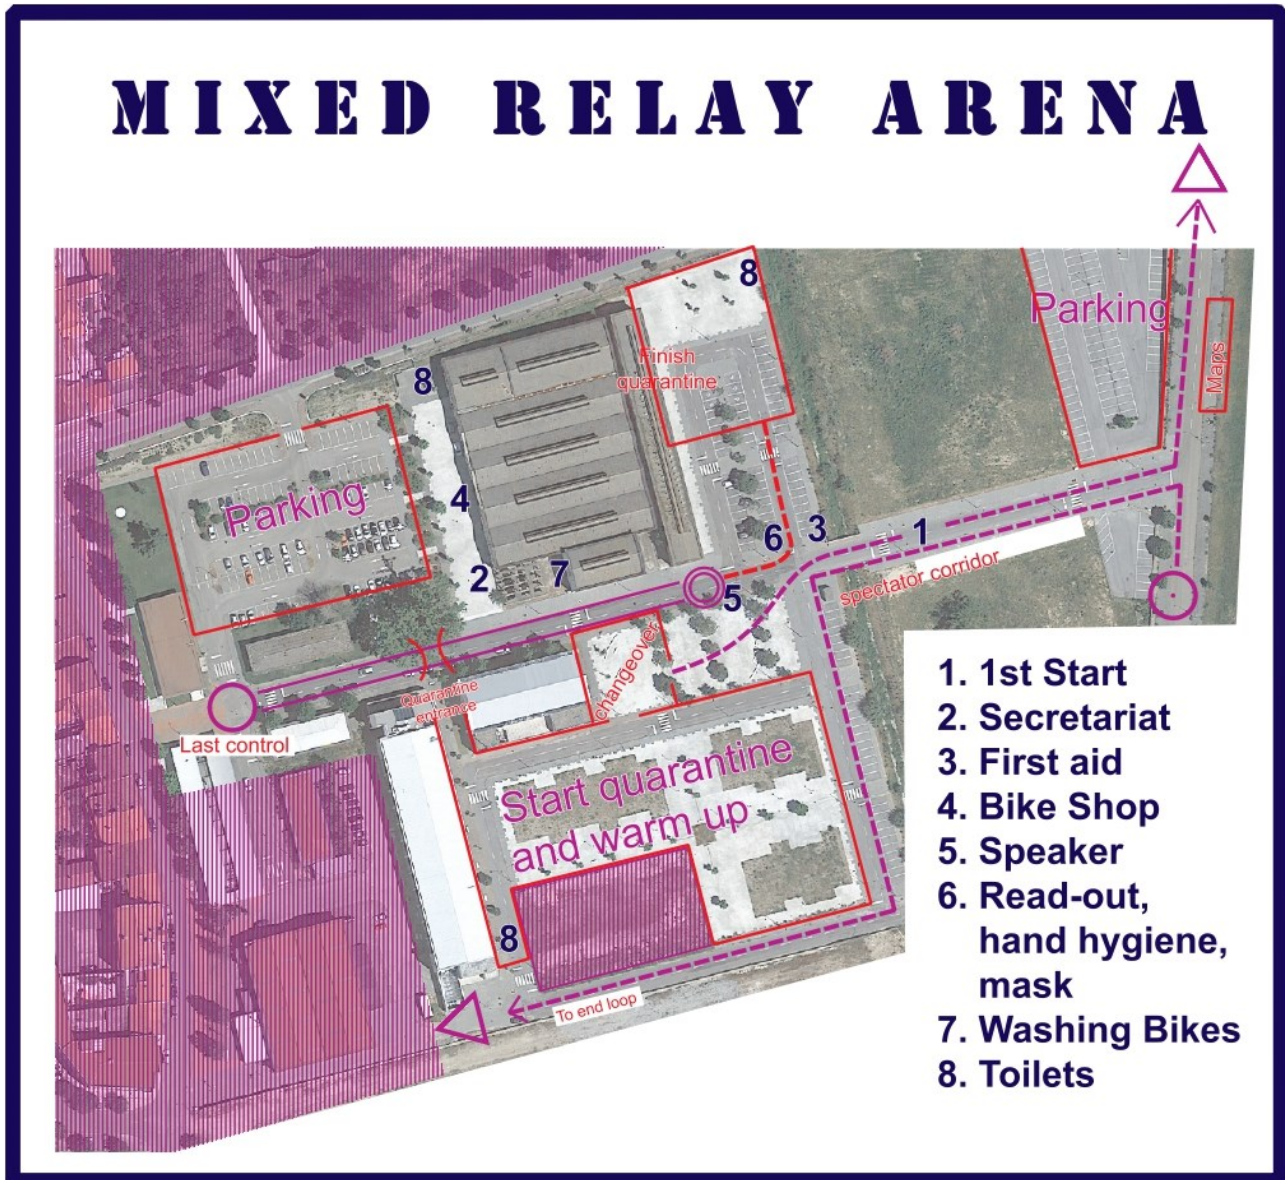 MIXED RELAY ARENA
8
Parking
Maps
Finish
quarantine
8
Parking
4
6
3
1
2
7
5
spectator corridor
changeover
Quarantine
entrance
Last control
Start quarantine
and warm up
8
To end loop
1. 1st Start
2. Secretariat
3. First aid
4. Bike Shop
5. Speaker
6. Read-out,
hand hygiene,
mask
7. Washing Bikes
8. Toilets